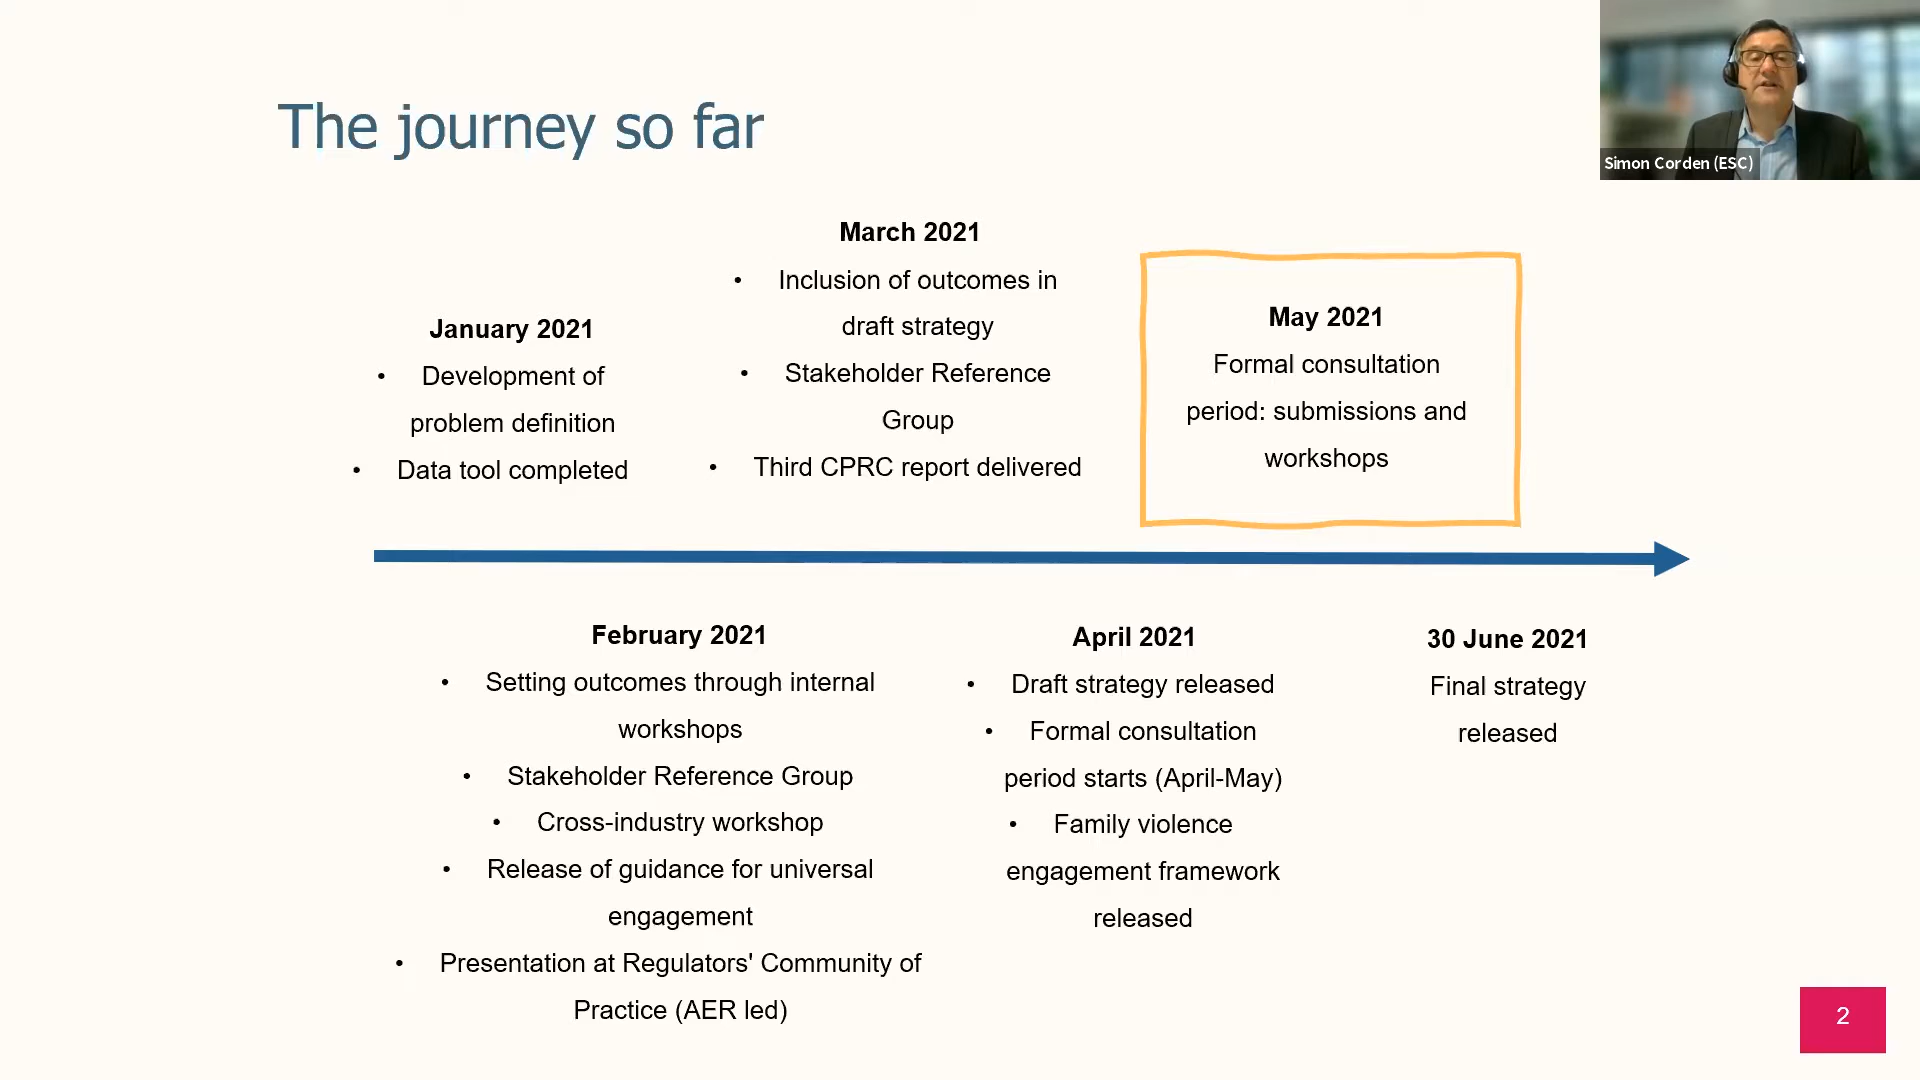 The journey so far
Simon Corden (ESC)
January 2021
• Development of
problem definition
• Data tool completed
March 2021
• Inclusion of outcomes in
draft strategy
• Stakeholder Reference
Group
• Third CPRC report delivered
May 2021
Formal consultation
period: submissions and
workshops
February 2021
• Setting outcomes through internal
workshops
• Stakeholder Reference Group
• Cross-industry workshop
• Release of guidance for universal
engagement
• Presentation at Regulators' Community of
Practice (AER led)
April 2021
• Draft strategy released
• Formal consultation
period starts (April-May)
• Family violence
engagement framework
released
30 June 2021
Final strategy
released
2